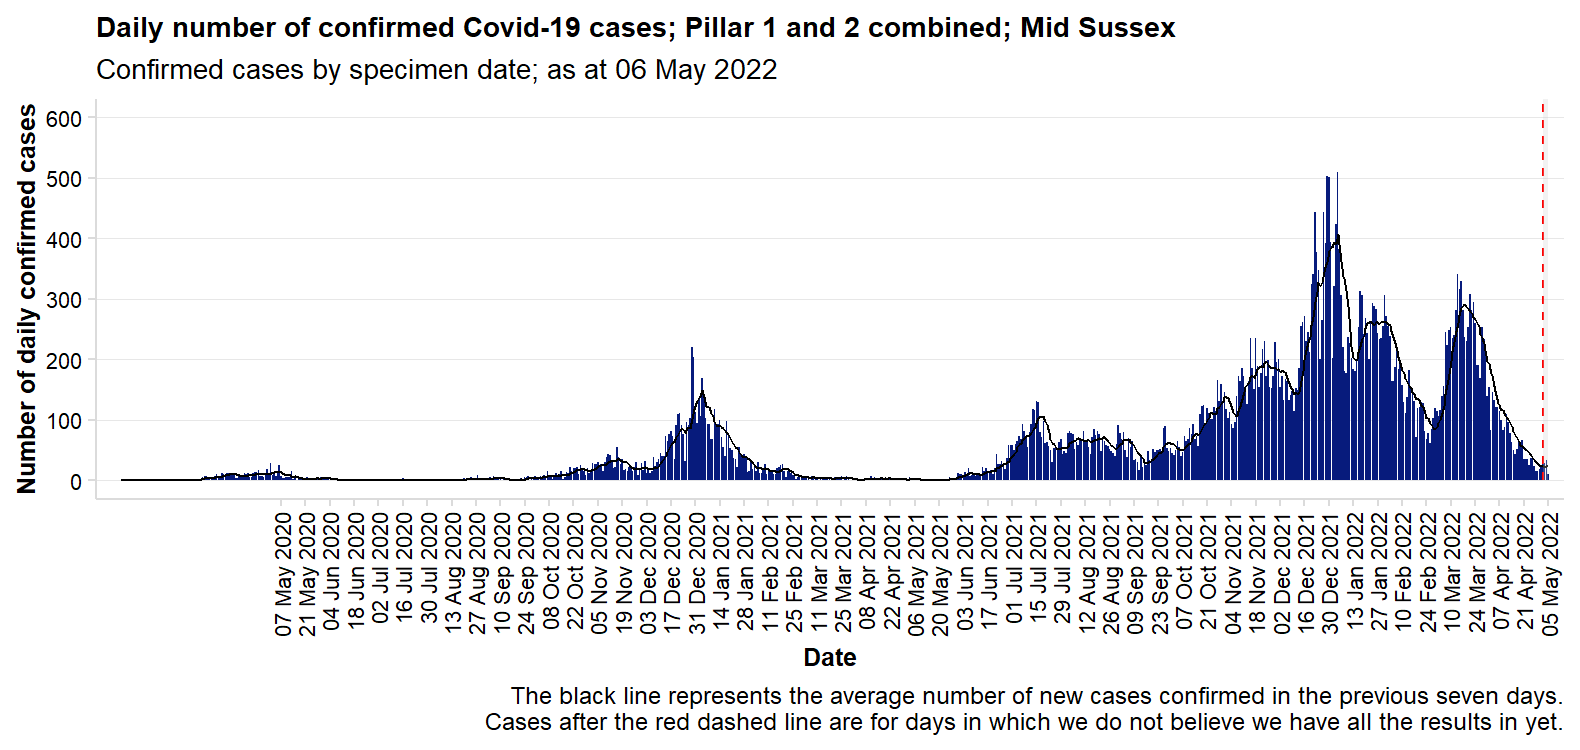 Daily number of confirmed Covid-19 cases; Pillar 1 and 2 combined; Mid Sussex
Confirmed cases by specimen date; as at 06 May 2022
Number of daily confirmed cases
600
500
400
300
200
100
0
07 May 2020
21 May 2020
04 Jun 2020
18 Jun 2020
02 Jul 2020
16 Jul 2020
30 Jul 2020
13 Aug 2020
27 Aug 2020
10 Sep 2020
24 Sep 2020
08 Oct 2020
22 Oct 2020
05 Nov 2020
19 Nov 2020
03 Dec 2020
17 Dec 2020
31 Dec 2020
14 Jan 2021
28 Jan 2021
11 Feb 2021
25 Feb 2021
11 Mar 2021
25 Mar 2021
08 Apr 2021
22 Apr 2021
06 May 2021
20 May 2021
03 Jun 2021
17 Jun 2021
01 Jul 2021
15 Jul 2021
29 Jul 2021
12 Aug 2021
26 Aug 2021
09 Sep 2021
23 Sep 2021
07 Oct 2021
21 Oct 2021
04 Nov 2021
18 Nov 2021
02 Dec 2021
16 Dec 2021
30 Dec 2021
13 Jan 2022
27 Jan 2022
10 Feb 2022
24 Feb 2022
10 Mar 2022
24 Mar 2022
07 Apr 2022
21 Apr 2022
05 May 2022
Date
The black line represents the average number of new cases confirmed in the previous seven days.
Cases after the red dashed line are for days in which we do not believe we have all the results in yet.